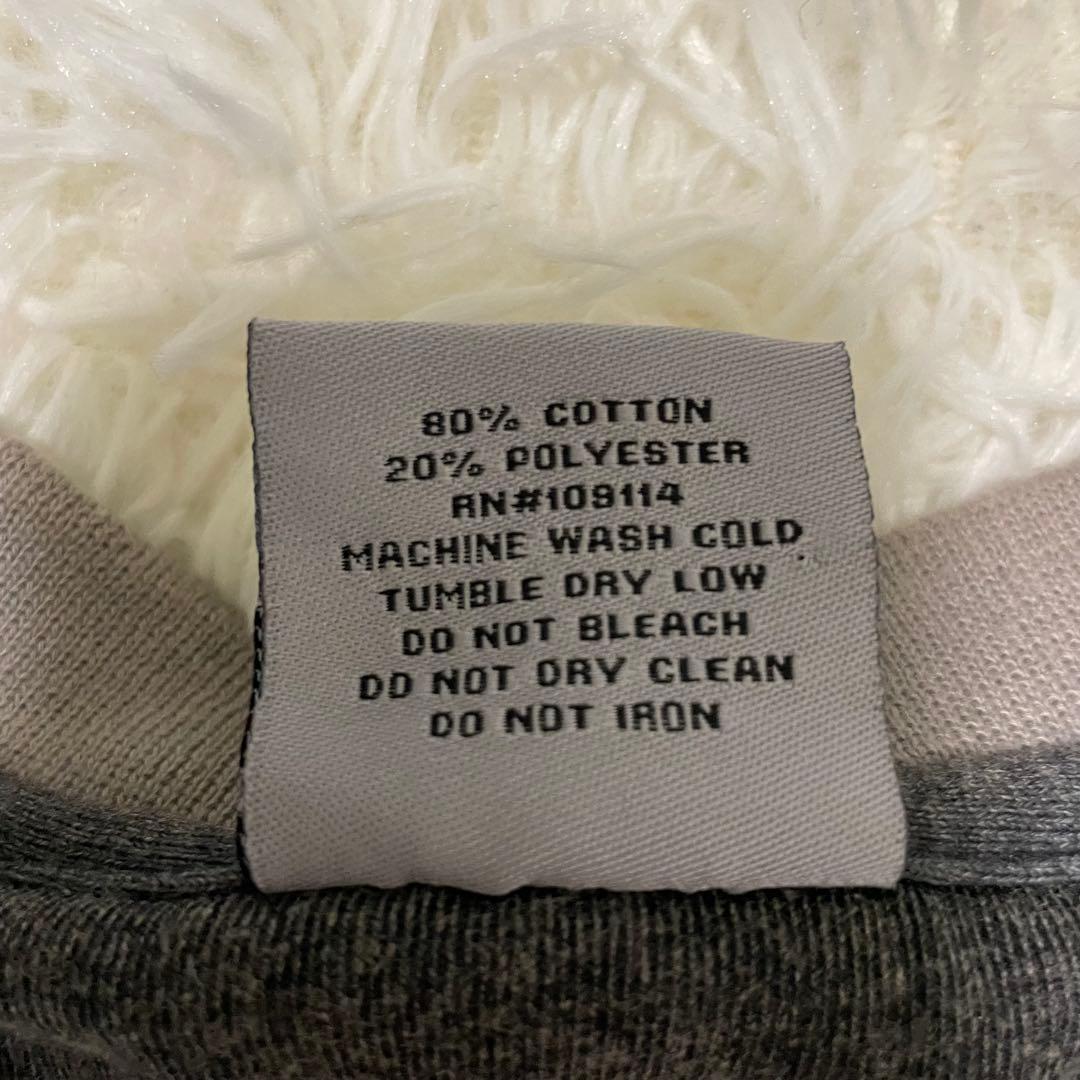 80% COTTON
20% POLYESTER
RN#109114
MACHINE WASH COLD
TUMBLE DRY LOW
DO NOT BLEACH
DO NOT DRY CLEAN
DO NOT IRON